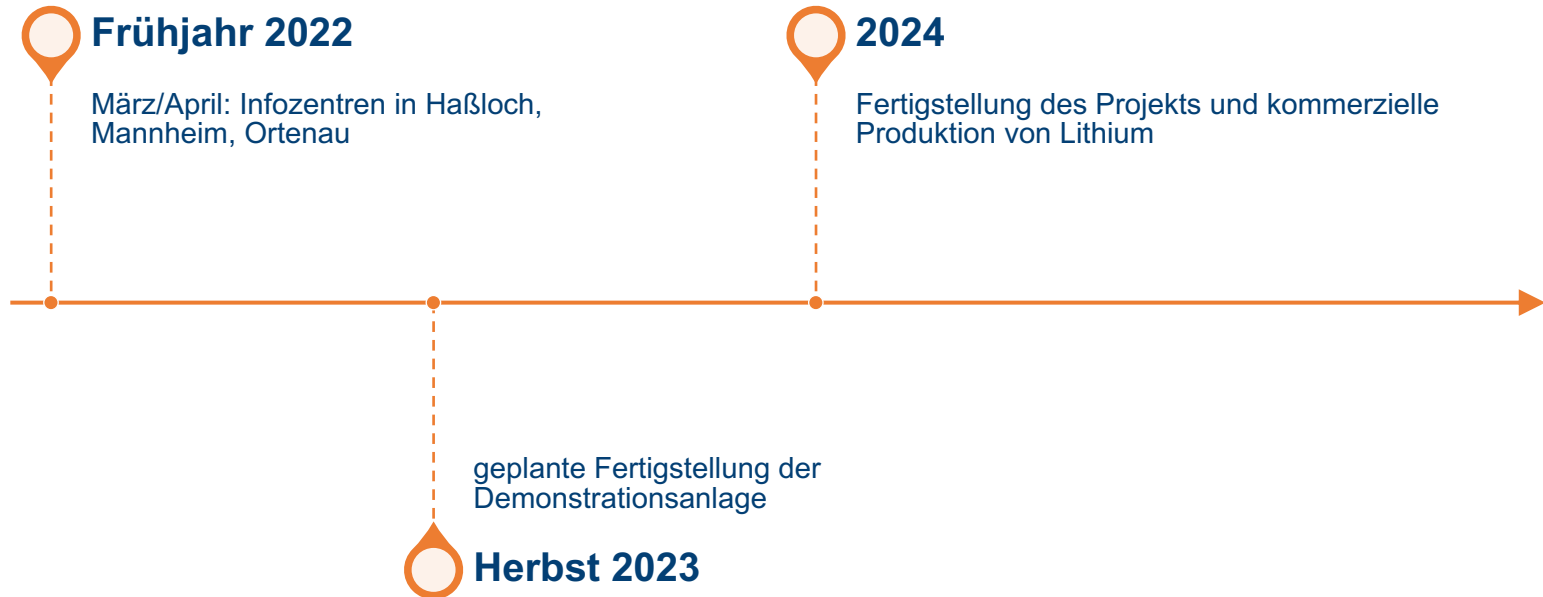 Frühjahr 2022
März/April: Infozentren in Haßloch,
Mannheim, Ortenau
2024
Fertigstellung des Projekts und kommerzielle
Produktion von Lithium
geplante Fertigstellung der
Demonstrationsanlage
Herbst 2023